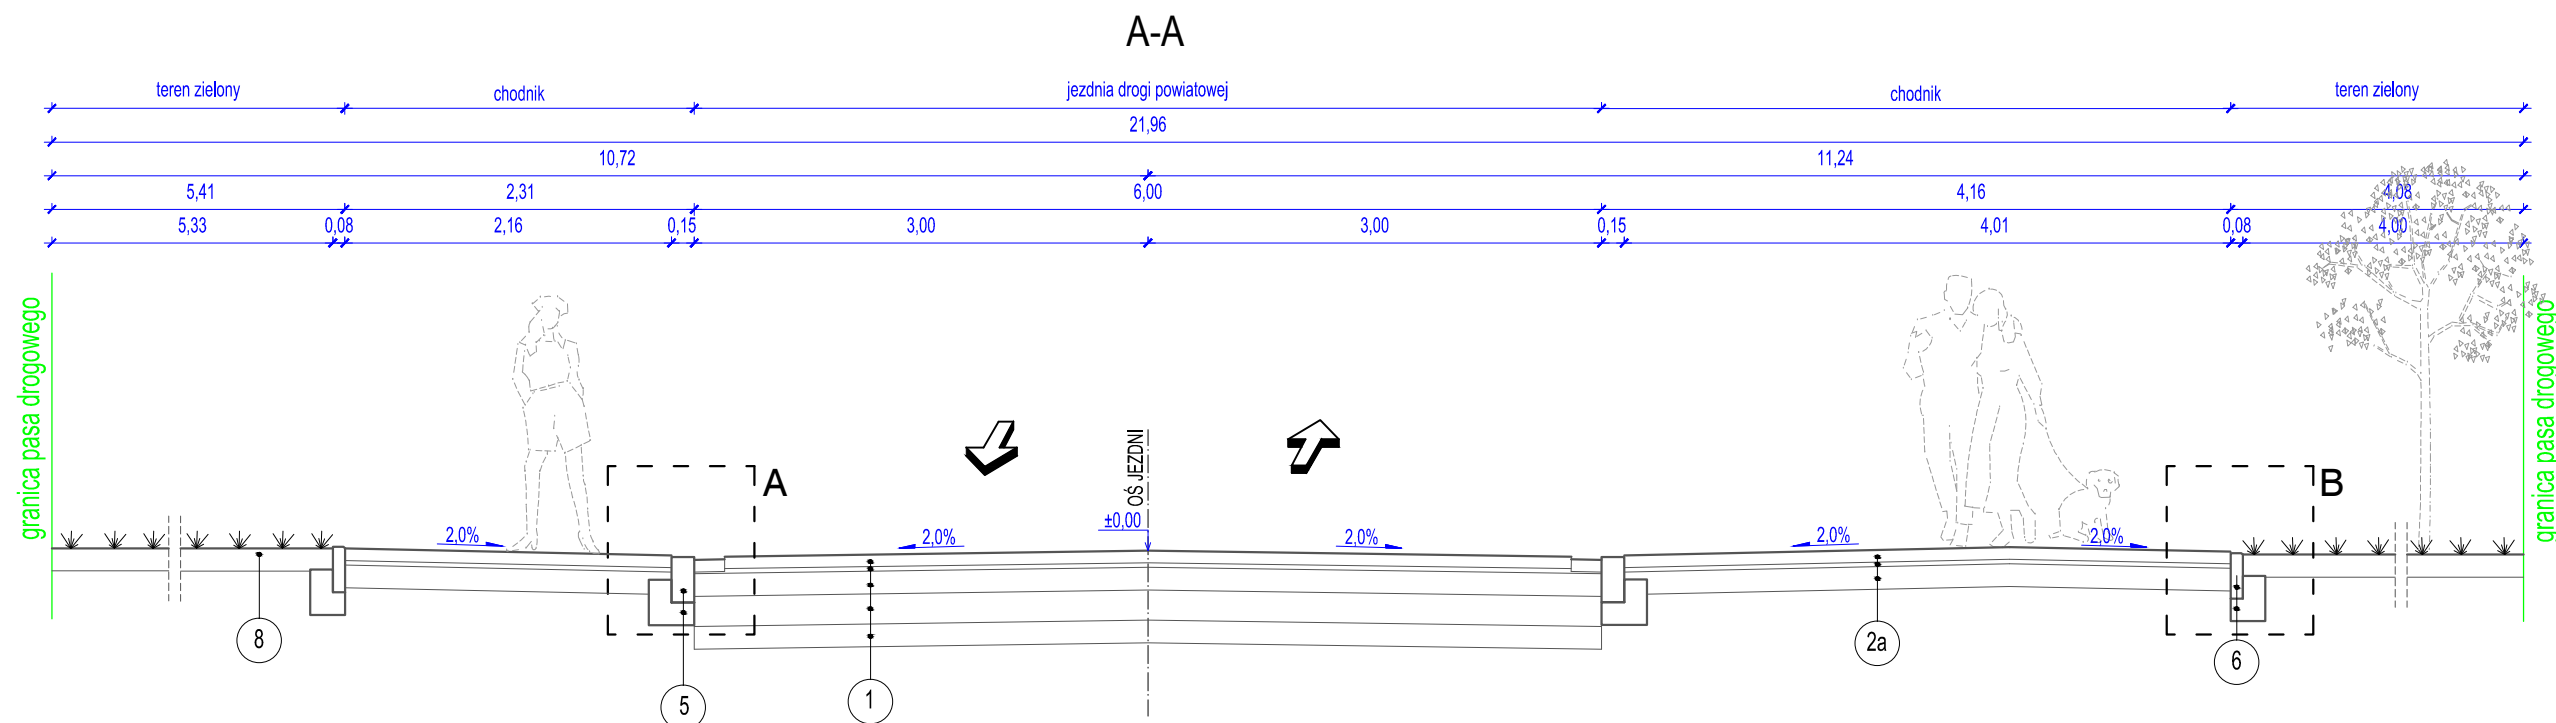 A-A
teren zielony chodnik jezdnia drogi powiatowej chodnik teren zielony
21,96
10,72 11,24
5,41 2,31 6,00 4,16 4,08
5,33 0,08 2,16 0,15 3,00 3,00 0,15 4,01 0,08 4,00
granica pasa drogowego
granica pasa drogowego
OŚ JEZDNI
A B
±0,00
2,0% 2,0% 2,0% 2,0% 2,0%
8 5 1 2a 6